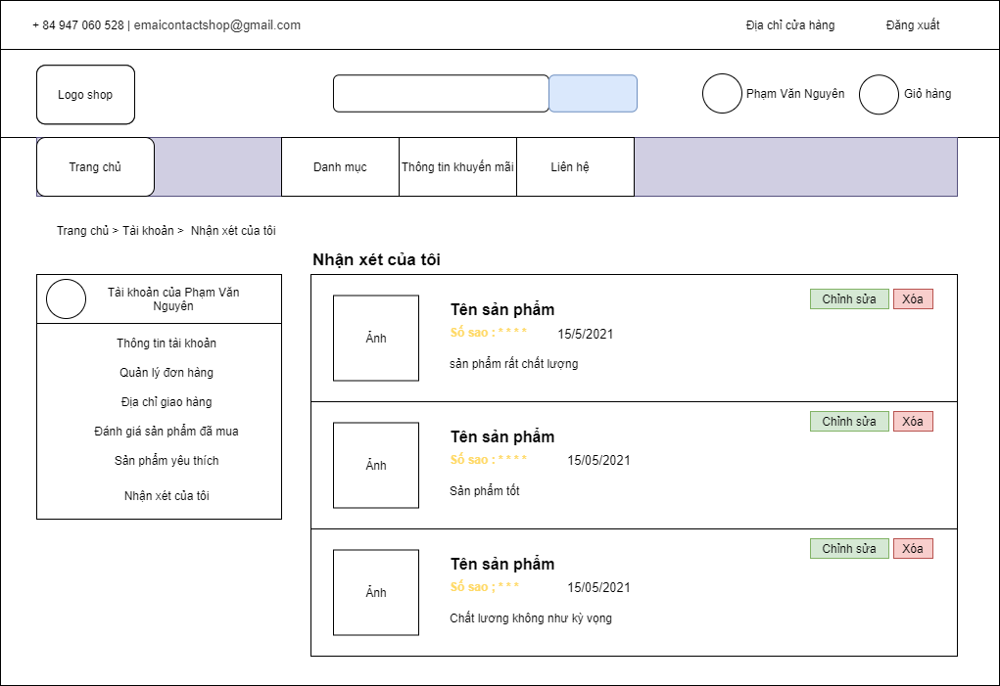 + 84 947 060 528 | emaicontactshop@gmail.com
Địa chỉ cửa hàng
Đăng xuất
Logo shop
Phạm Văn Nguyên
Giỏ hàng
Trang chủ
Danh mục
Thông tin khuyến mãi
Liên hệ
Trang chủ > Tài khoản > Nhận xét của tôi
Nhận xét của tôi
Tài khoản của Phạm Văn
Nguyên
Thông tin tài khoản
Quản lý đơn hàng
Địa chỉ giao hàng
Đánh giá sản phẩm đã mua
Sản phẩm yêu thích
Nhận xét của tôi
Ảnh
Tên sản phẩm
Chỉnh sửa
Xóa
Số sao : * * * *
15/5/2021
sản phẩm rất chất lượng
Ảnh
Tên sản phẩm
Chỉnh sửa
Xóa
Số sao : * * * *
15/05/2021
Sản phẩm tốt
Ảnh
Tên sản phẩm
Chỉnh sửa
Xóa
Số sao ; * * *
15/05/2021
Chất lương không như kỳ vọng